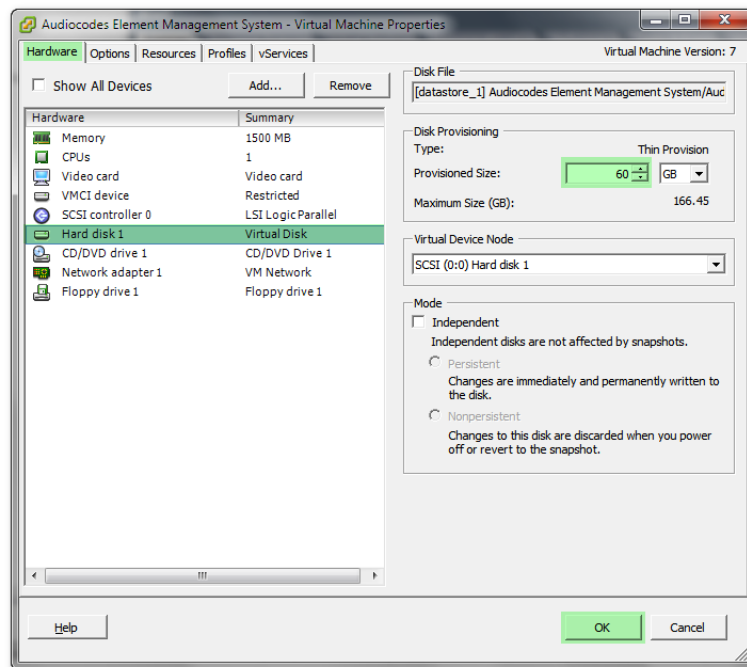 Audiocodes Element Management System - Virtual Machine Properties
Hardware Options Resources Profiles vServices Virtual Machine Version: 7
Show All Devices Add... Remove
Hardware Summary
Memory 1500 MB
CPUs 1
Video card Video card
VMCI device Restricted
SCSI controller 0 LSI Logic Parallel
Hard disk 1 Virtual Disk
CD/DVD drive 1 CD/DVD Drive 1
Network adapter 1 VM Network
Floppy drive 1 Floppy drive 1
Disk File
[datastore_1] Audiocodes Element Management System/Aud
Disk Provisioning
Type: Thin Provision
Provisioned Size: 60 GB
Maximum Size (GB): 166.45
Virtual Device Node
SCSI (0:0) Hard disk 1
Mode
Independent
Independent disks are not affected by snapshots.
Persistent
Changes are immediately and permanently written to
the disk.
Nonpersistent
Changes to this disk are discarded when you power
off or revert to the snapshot.
Help OK Cancel